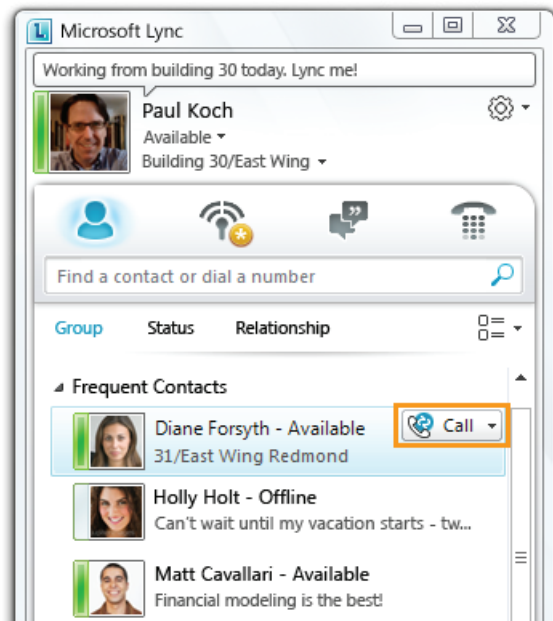 Microsoft Lync
Working from building 30 today. Lync me!
Paul Koch
Available
Building 30/East Wing
Find a contact or dial a number
Group Status Relationship
Frequent Contacts
Diane Forsyth - Available Call
31/East Wing Redmond
Holly Holt - Offline
Can't wait until my vacation starts - tw...
Matt Cavallari - Available
Financial modeling is the best!